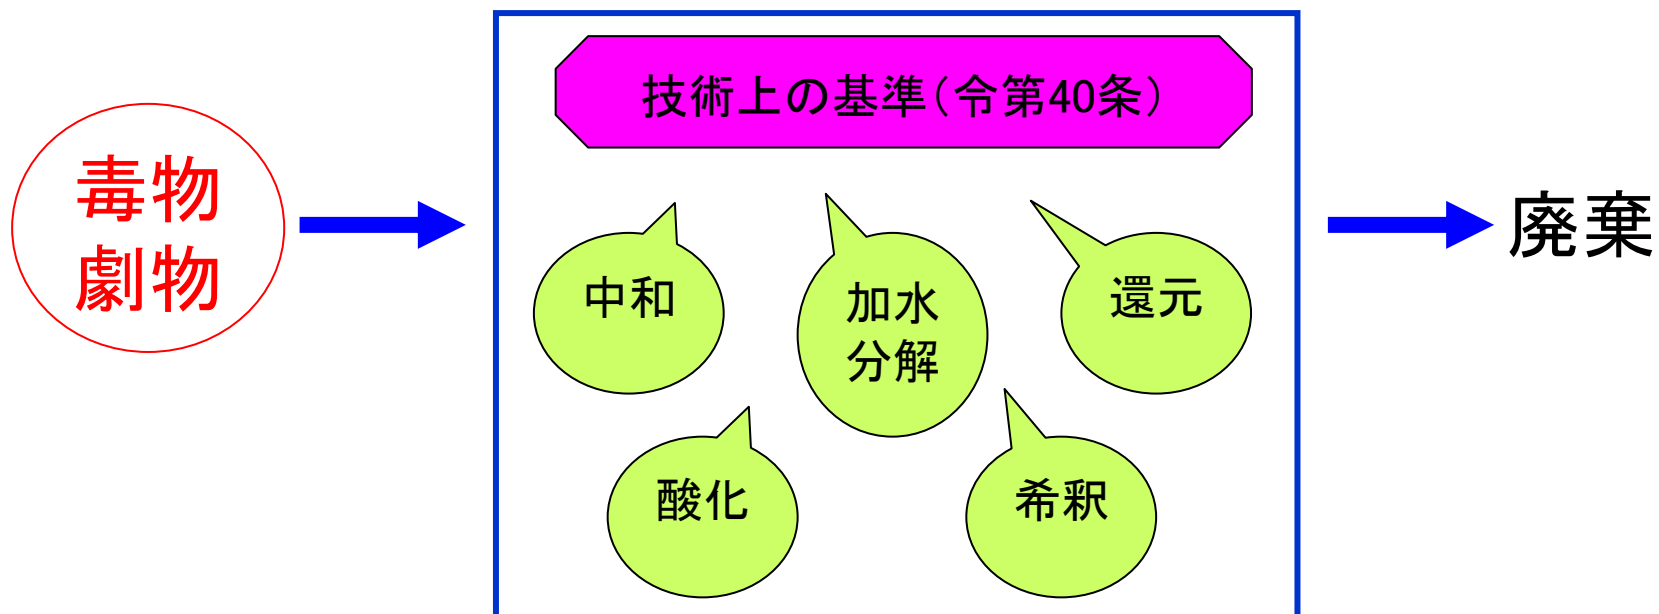 毒物
劇物
技術上の基準(令第40条)
中和
加水
分解
還元
酸化
希釈
廃棄